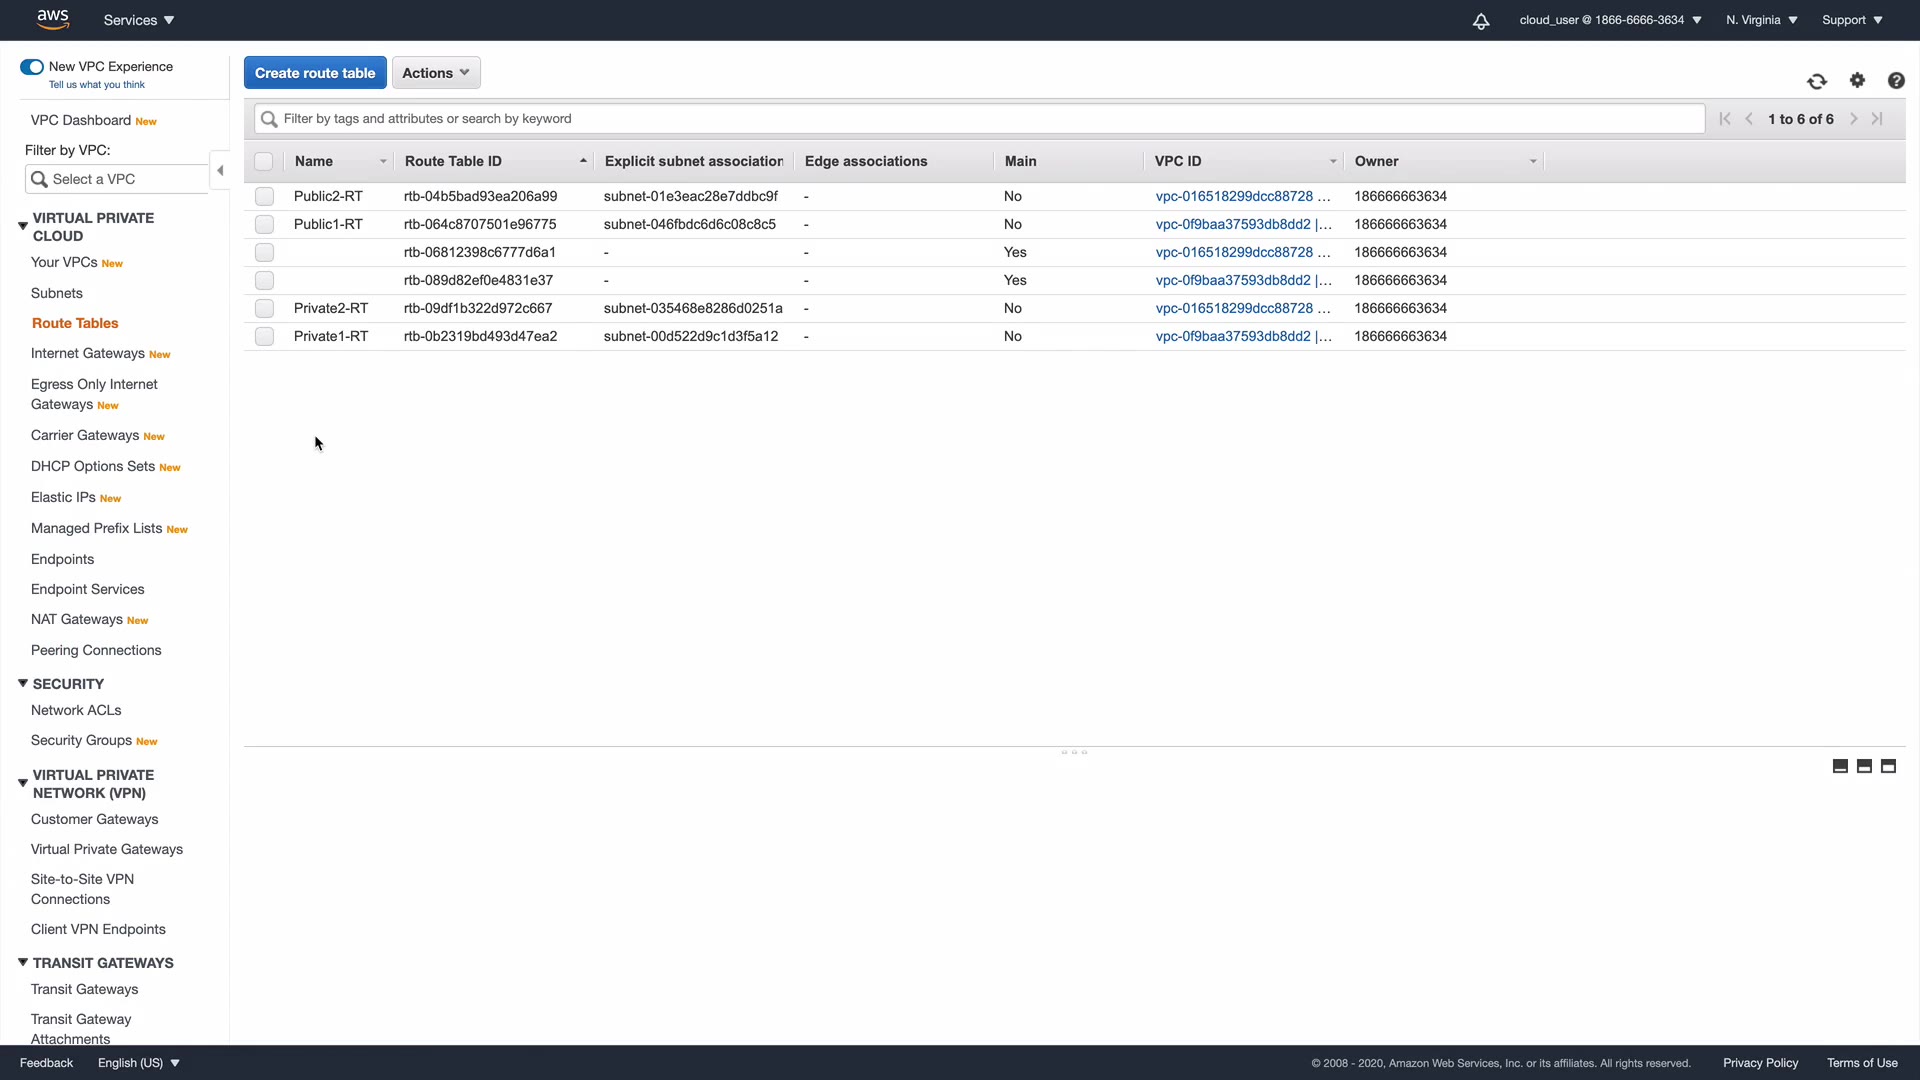 aws Services cloud_user @ 1866-6666-3634 N. Virginia Support
New VPC Experience
Tell us what you think
Create route table Actions
Filter by tags and attributes or search by keyword 1 to 6 of 6
VPC Dashboard New
Filter by VPC:
Select a VPC
VIRTUAL PRIVATE
CLOUD
Your VPCs New
Subnets
Route Tables
Internet Gateways New
Egress Only Internet
Gateways New
Carrier Gateways New
DHCP Options Sets New
Elastic IPs New
Managed Prefix Lists New
Endpoints
Endpoint Services
NAT Gateways New
Peering Connections
SECURITY
Network ACLs
Security Groups New
VIRTUAL PRIVATE
NETWORK (VPN)
Customer Gateways
Virtual Private Gateways
Site-to-Site VPN
Connections
Client VPN Endpoints
TRANSIT GATEWAYS
Transit Gateways
Transit Gateway
Attachments
Name Route Table ID Explicit subnet association Edge associations Main VPC ID Owner
Public2-RT rtb-04b5bad93ea206a99 subnet-01e3eac28e7ddbc9f - No vpc-016518299dcc88728 ... 186666663634
Public1-RT rtb-064c8707501e96775 subnet-046fbdc6d6c08c8c5 - No vpc-0f9baa37593db8dd2 |... 186666663634
rtb-06812398c6777d6a1 - - Yes vpc-016518299dcc88728 ... 186666663634
rtb-089d82ef0e4831e37 - - Yes vpc-0f9baa37593db8dd2 |... 186666663634
Private2-RT rtb-09df1b322d972c667 subnet-035468e8286d0251a - No vpc-016518299dcc88728 ... 186666663634
Private1-RT rtb-0b2319bd493d47ea2 subnet-00d522d9c1d3f5a12 - No vpc-0f9baa37593db8dd2 |... 186666663634
Feedback English (US) © 2008 - 2020, Amazon Web Services, Inc. or its affiliates. All rights reserved. Privacy Policy Terms of Use